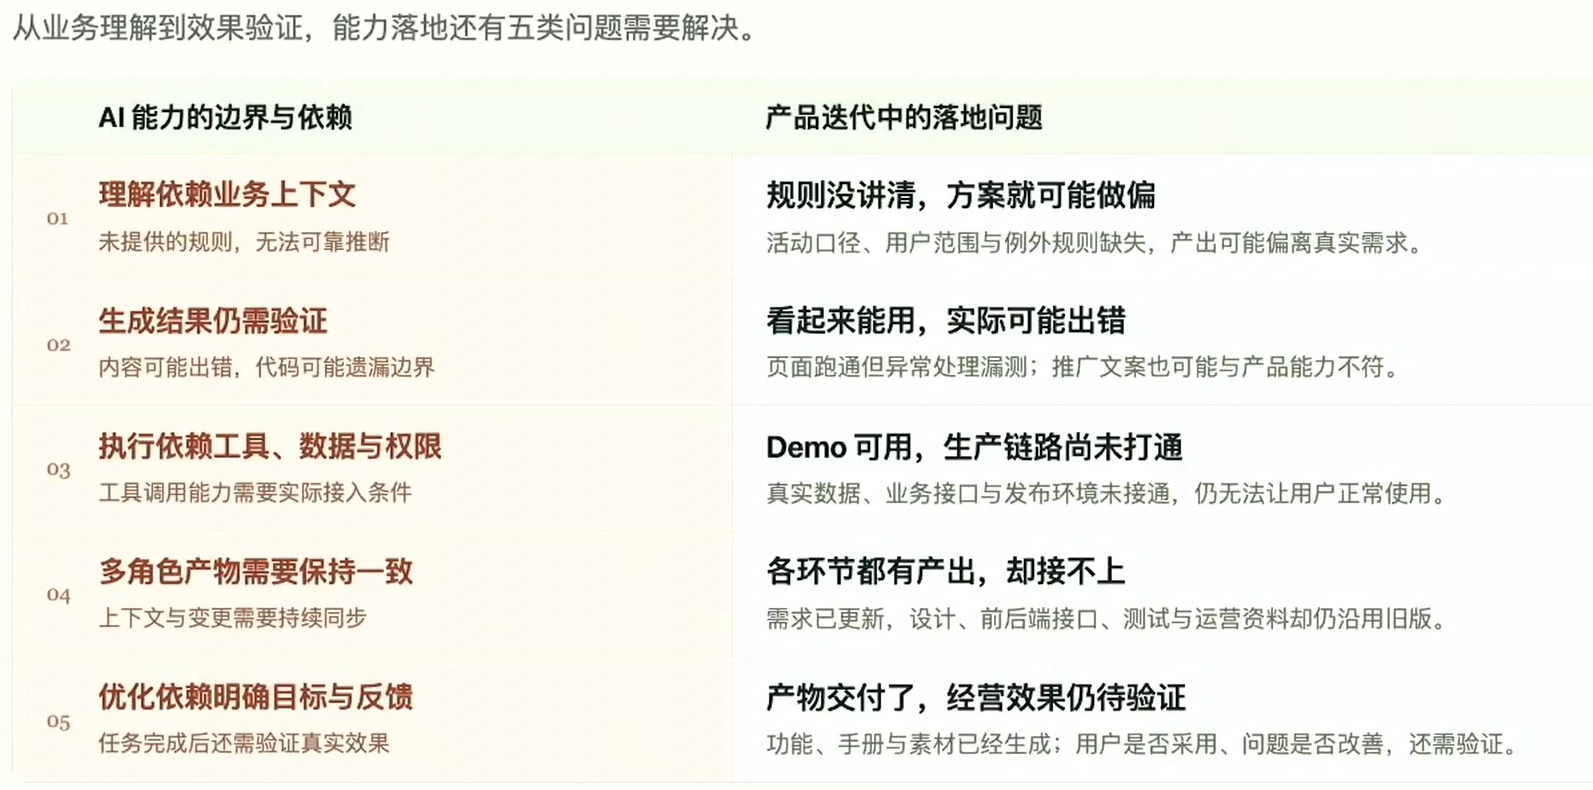 从业务理解到效果验证，能力落地还有五类问题需要解决。
AI 能力的边界与依赖
产品迭代中的落地问题
01
理解依赖业务上下文
未提供的规则，无法可靠推断
规则没讲清，方案就可能做偏
活动口径、用户范围与例外规则缺失，产出可能偏离真实需求。
02
生成结果仍需验证
内容可能出错，代码可能遗漏边界
看起来能用，实际可能出错
页面跑通但异常处理漏测；推广文案也可能与产品能力不符。
03
执行依赖工具、数据与权限
工具调用能力需要实际接入条件
Demo 可用，生产链路尚未打通
真实数据、业务接口与发布环境未接通，仍无法让用户正常使用。
04
多角色产物需要保持一致
上下文与变更需要持续同步
各环节都有产出，却接不上
需求已更新，设计、前后端接口、测试与运营资料却仍沿用旧版。
05
优化依赖明确目标与反馈
任务完成后还需验证真实效果
产物交付了，经营效果仍待验证
功能、手册与素材已经生成；用户是否采用、问题是否改善，还需验证。